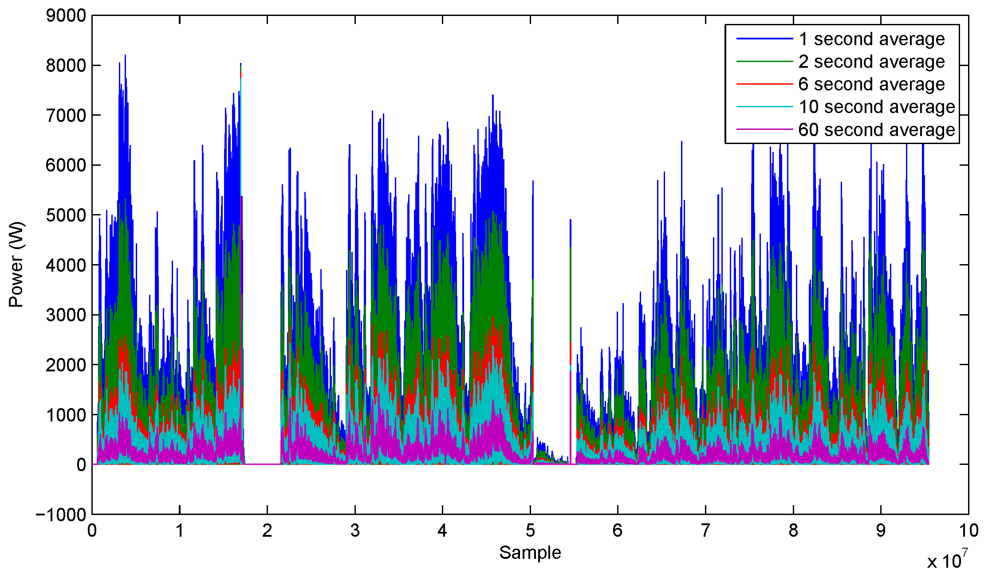 9000
8000
7000
6000
5000
4000
3000
2000
1000
0
−1000
Power (W)
1 second average
2 second average
6 second average
10 second average
60 second average
0 1 2 3 4 5 6 7 8 9 10
Sample
x 10^7